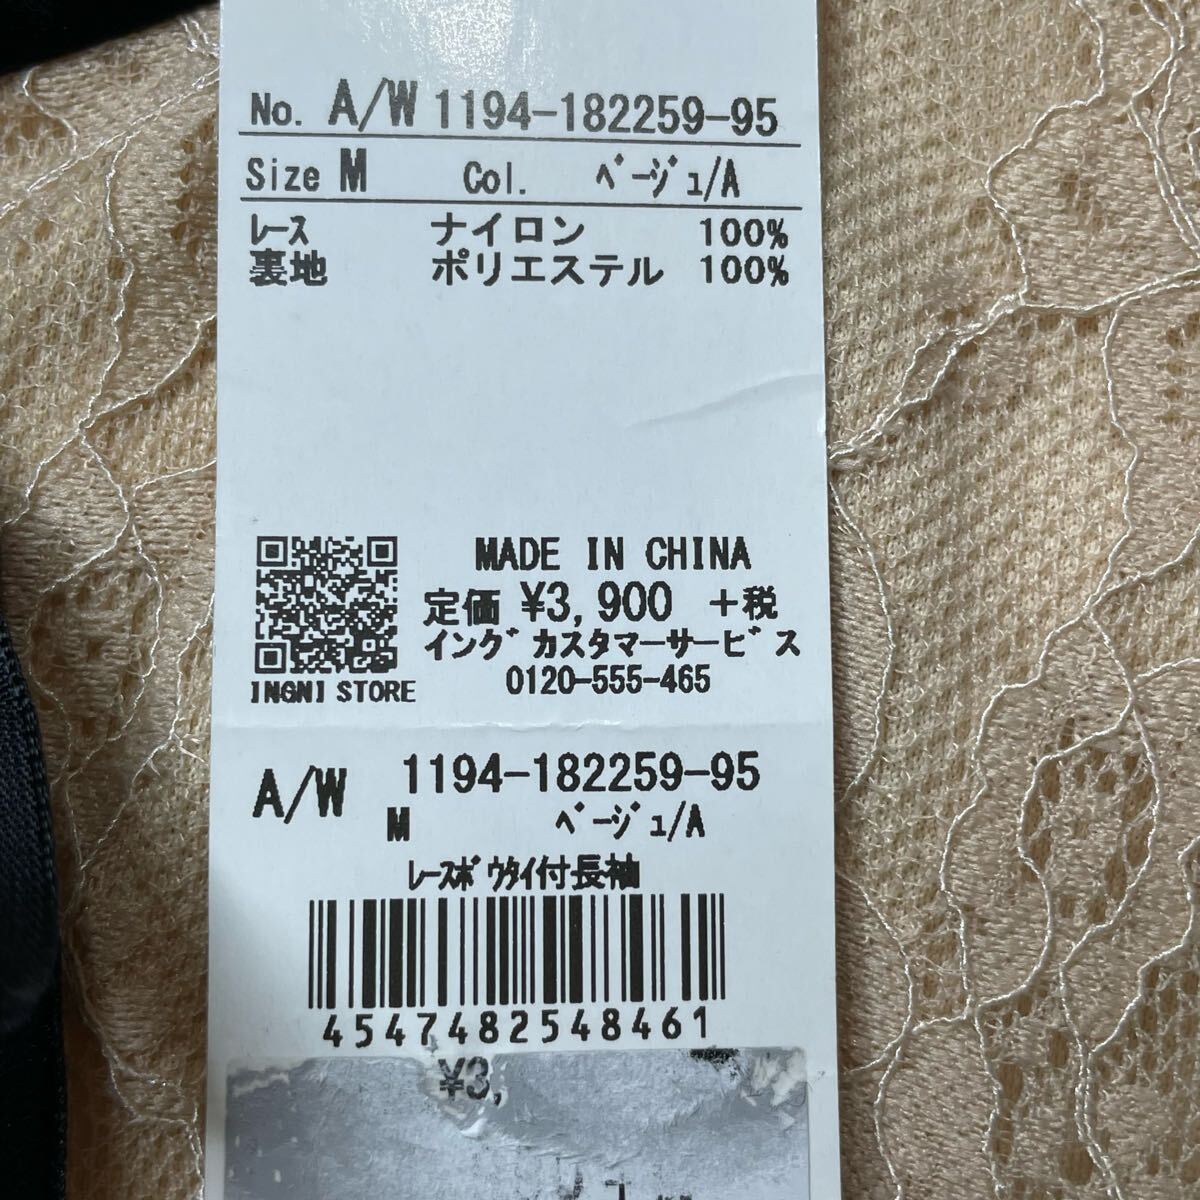 No. A/W 1194-182259-95
Size M Col. ﾍﾞｰｼﾞｭ/A
ﾚｰｽ ナイロン 100%
裏地 ポリエステル 100%
MADE IN CHINA
定価 ¥3,900 +税
イングﾞカスタマーサービﾞス
0120-555-465
INGNI STORE
A/W 1194-182259-95
M ﾍﾞｰｼﾞｭ/A
ﾚｰｽﾎﾞｳﾀｲ付長袖
4547482548461
¥3,